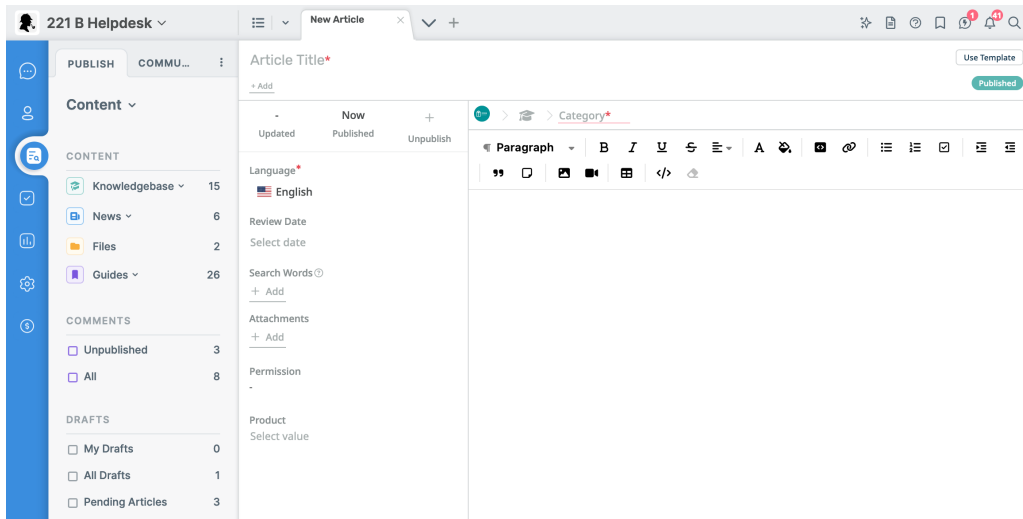 221 B Helpdesk
New Article
1
41
PUBLISH
COMMU...
Content
CONTENT
Knowledgebase 15
News 6
Files 2
Guides 26
COMMENTS
Unpublished 3
All 8
DRAFTS
My Drafts 0
All Drafts 1
Pending Articles 3
Article Title*
+ Add
Use Template
Published
-
Updated
Now
Published
+
Unpublish
Language*
English
Review Date
Select date
Search Words
+ Add
Attachments
+ Add
Permission
-
Product
Select value
Category*
Paragraph
B I U S A
</>